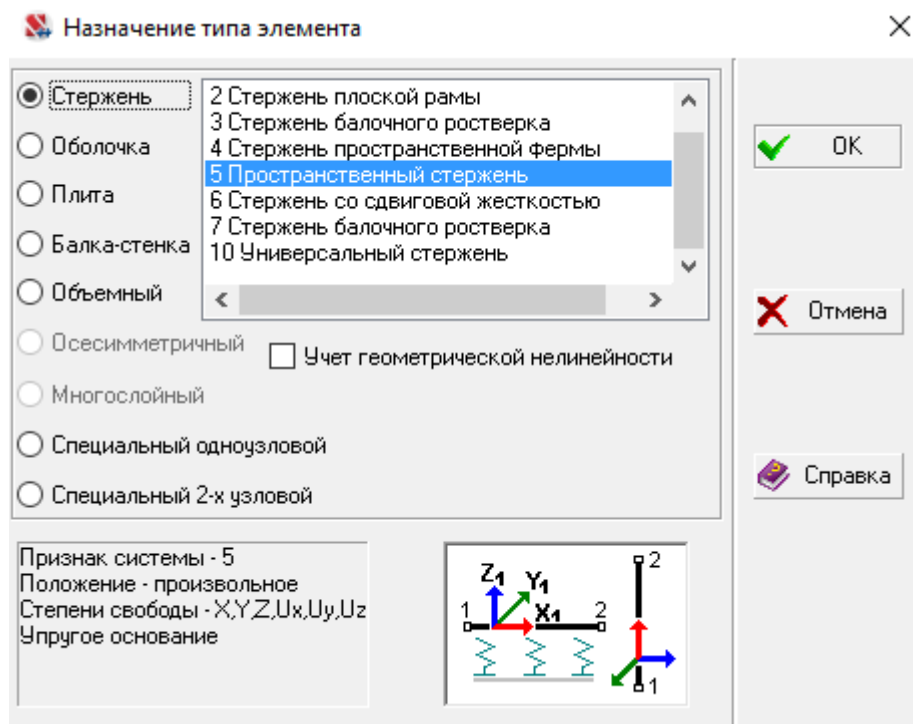 Назначение типа элемента
Стержень
Оболочка
Плита
Балка-стенка
Объемный
Осесимметричный
Многослойный
Специальный одноузловой
Специальный 2-х узловой
2 Стержень плоской рамы
3 Стержень балочного ростверка
4 Стержень пространственной фермы
5 Пространственный стержень
6 Стержень со сдвиговой жесткостью
7 Стержень балочного ростверка
10 Универсальный стержень
Учет геометрической нелинейности
OK
Отмена
Справка
Признак системы - 5
Положение - произвольное
Степени свободы - X,Y,Z,Ux,Uy,Uz
Упругое основание
Z1
Y1
1
X1
2
2
1